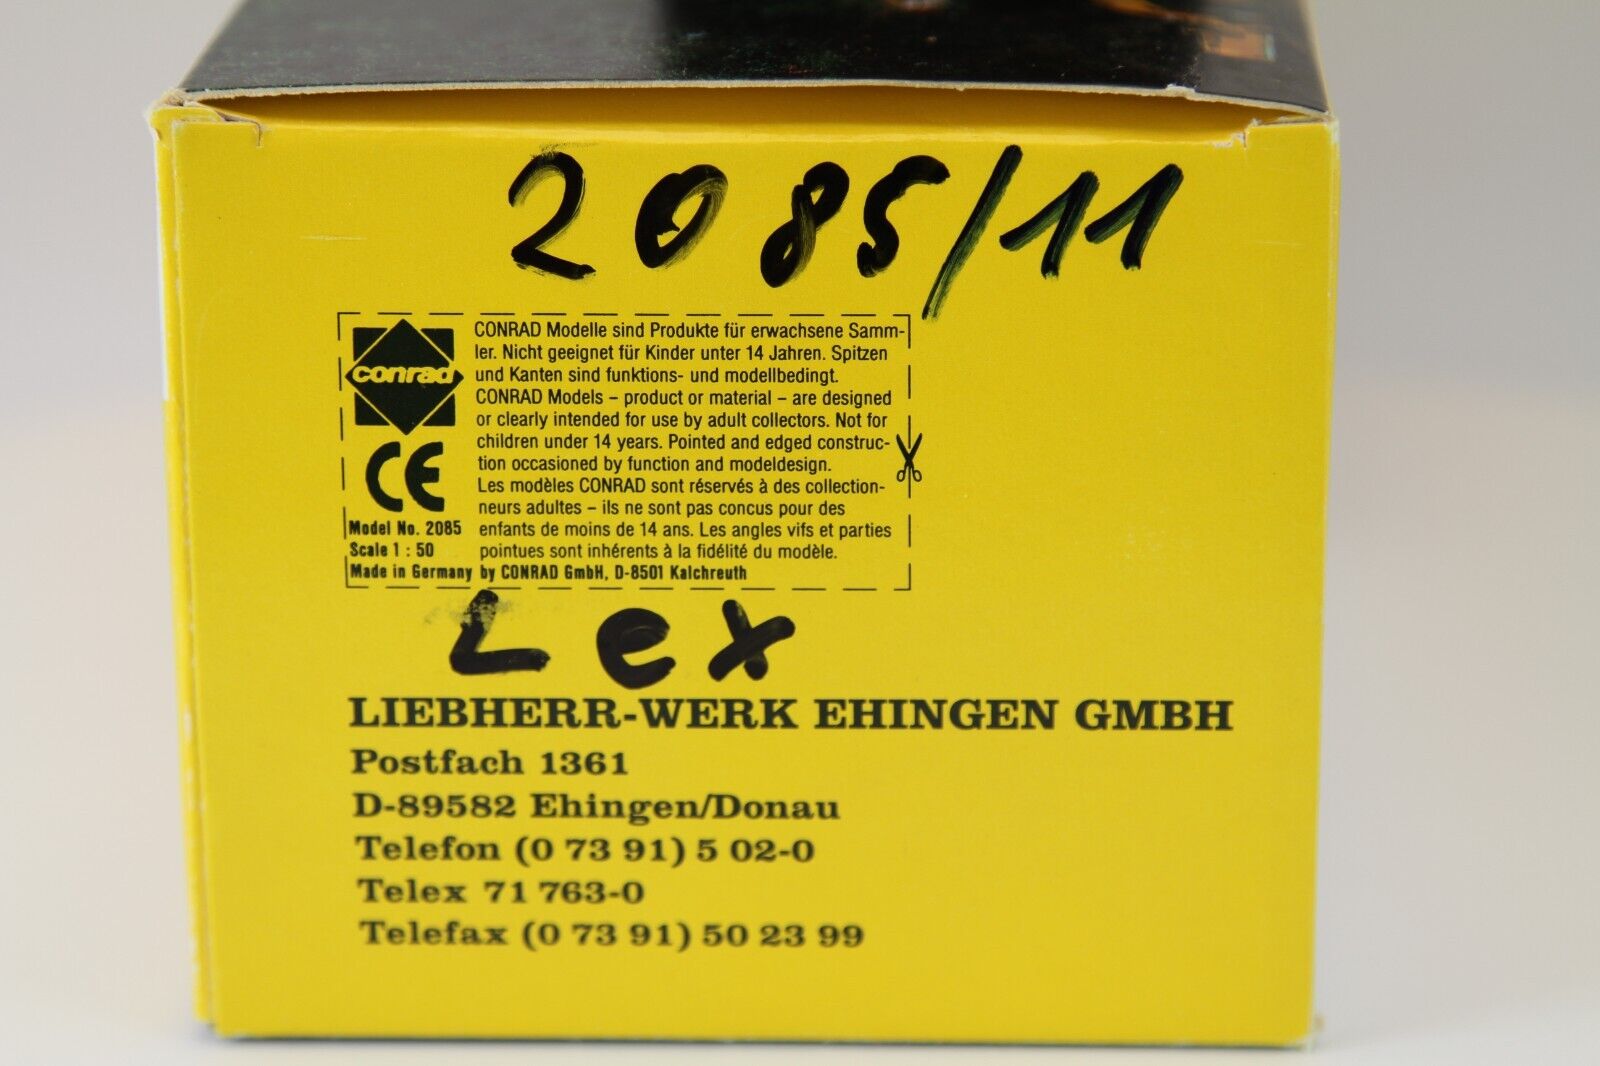 2085/11
conrad
CONRAD Modelle sind Produkte für erwachsene Samm-
ler. Nicht geeignet für Kinder unter 14 Jahren. Spitzen
und Kanten sind funktions- und modellbedingt.
CONRAD Models – product or material – are designed
or clearly intended for use by adult collectors. Not for
children under 14 years. Pointed and edged construc-
tion occasioned by function and modeldesign.
Les modèles CONRAD sont réservés à des collection-
neurs adultes – ils ne sont pas concus pour des
enfants de moins de 14 ans. Les angles vifs et parties
pointues sont inhérents à la fidélité du modèle.
CE
Model No. 2085
Scale 1 : 50
Made in Germany by CONRAD GmbH, D-8501 Kalchreuth
Lex
LIEBHERR-WERK EHINGEN GMBH
Postfach 1361
D-89582 Ehingen/Donau
Telefon (0 73 91) 5 02-0
Telex 71 763-0
Telefax (0 73 91) 50 23 99